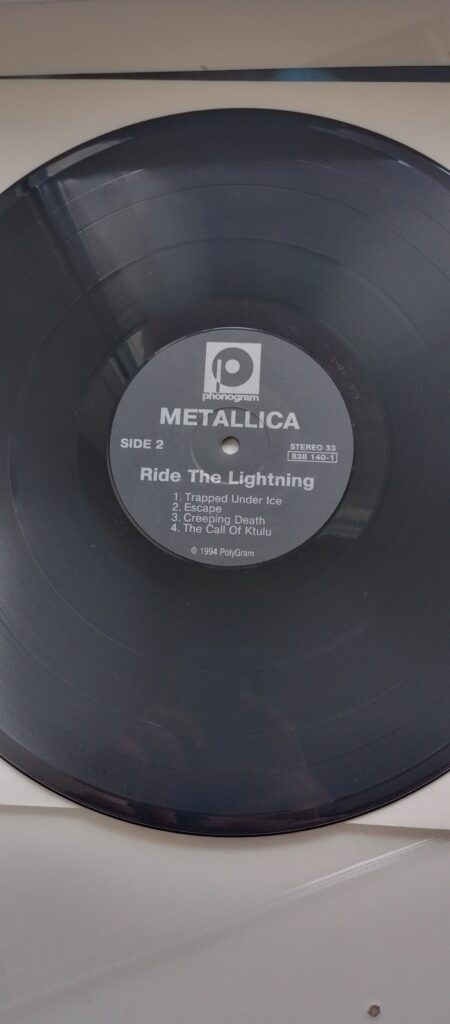 phonogram
METALLICA
SIDE 2
STEREO 33
838 140-1
Ride The Lightning
1. Trapped Under Ice
2. Escape
3. Creeping Death
4. The Call Of Ktulu
© 1994 PolyGram